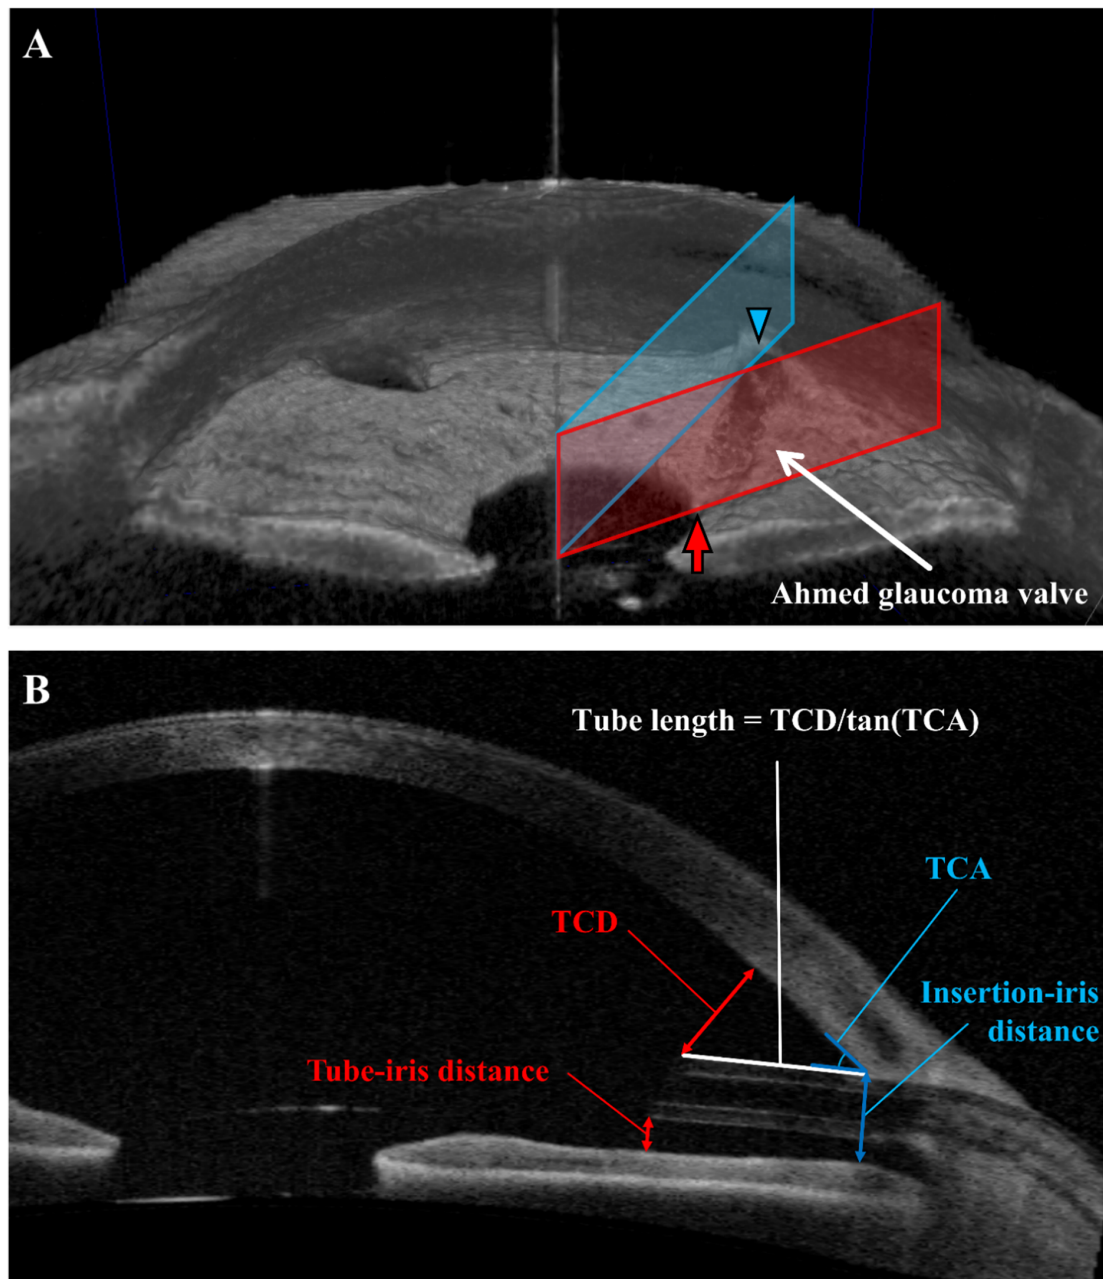 A
Ahmed glaucoma valve
B
Tube length = TCD/tan(TCA)
TCA
TCD
Insertion-iris
distance
Tube-iris distance